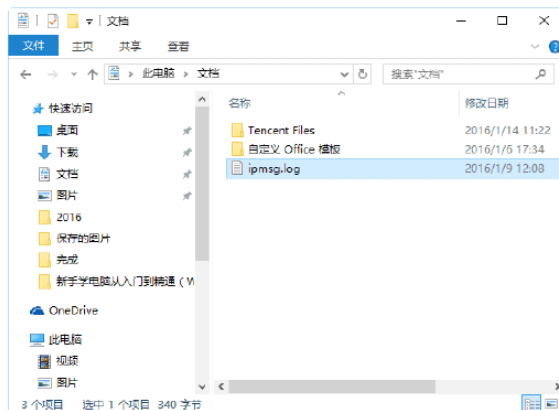 文档
文件 主页 共享 查看
此电脑 文档 搜索"文档"
名称 修改日期
快速访问
桌面
下载
文档
图片
2016
保存的图片
完成
新手学电脑从入门到精通（W
OneDrive
此电脑
视频
图片
Tencent Files 2016/1/14 11:22
自定义 Office 模板 2016/1/6 17:34
ipmsg.log 2016/1/9 12:08
3 个项目 选中 1 个项目 340 字节